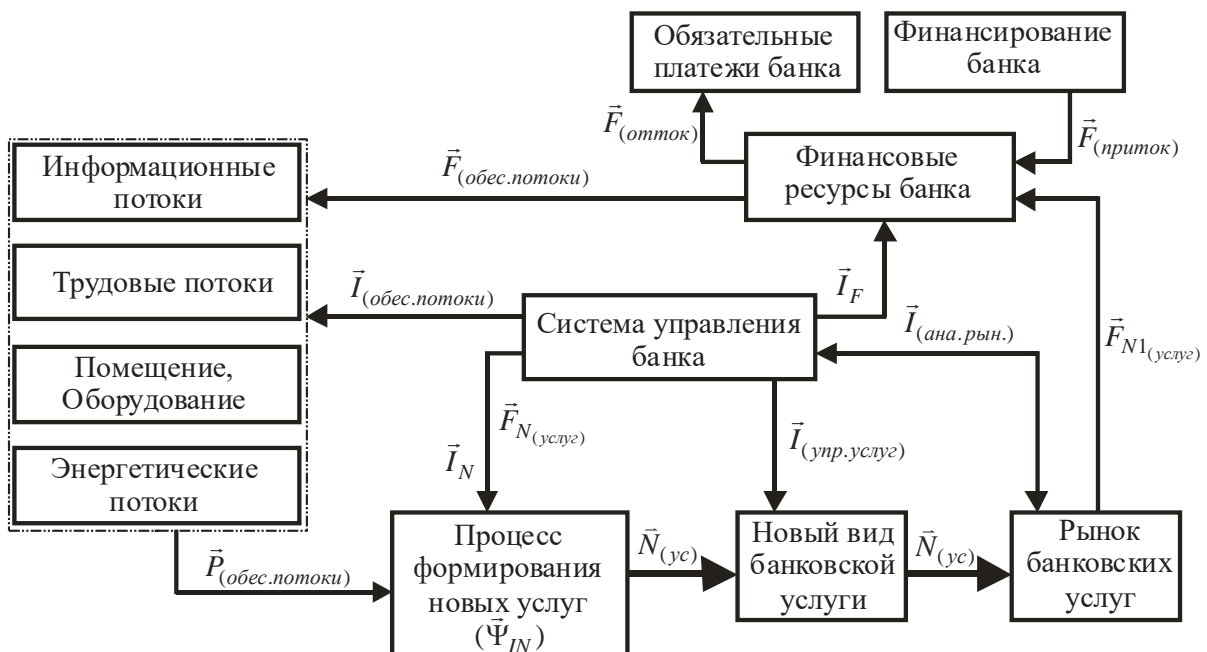 Обязательные
платежи банка
Финансирование
банка
F⃗(отток)
F⃗(приток)
Информационные
потоки
F⃗(обес.потоки)
Финансовые
ресурсы банка
Трудовые потоки
I⃗(обес.потоки)
I⃗F
Система управления
банка
I⃗(ана.рын.)
F⃗N1(услуг)
Помещение,
Оборудование
F⃗N(услуг)
I⃗N
I⃗(упр.услуг)
Энергетические
потоки
P⃗(обес.потоки)
Процесс
формирования
новых услуг
(Ψ⃗IN)
N⃗(ус)
Новый вид
банковской
услуги
N⃗(ус)
Рынок
банковских
услуг